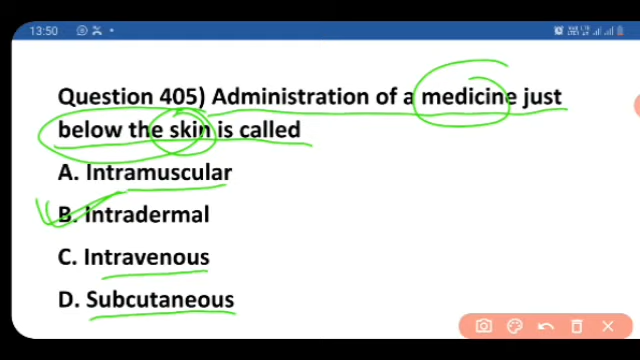 13:50
Question 405) Administration of a medicine just
below the skin is called
A. Intramuscular
B. Intradermal
C. Intravenous
D. Subcutaneous